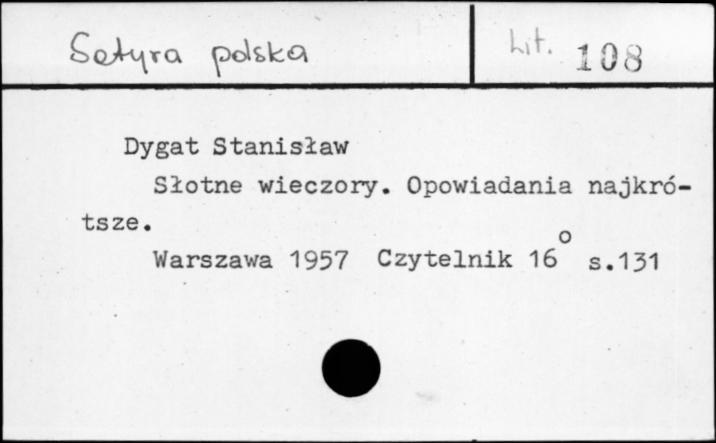 Satyra polska
Lit. 108
Dygat Stanisław
Słotne wieczory. Opowiadania najkró-
tsze.
Warszawa 1957 Czytelnik 16° s.131